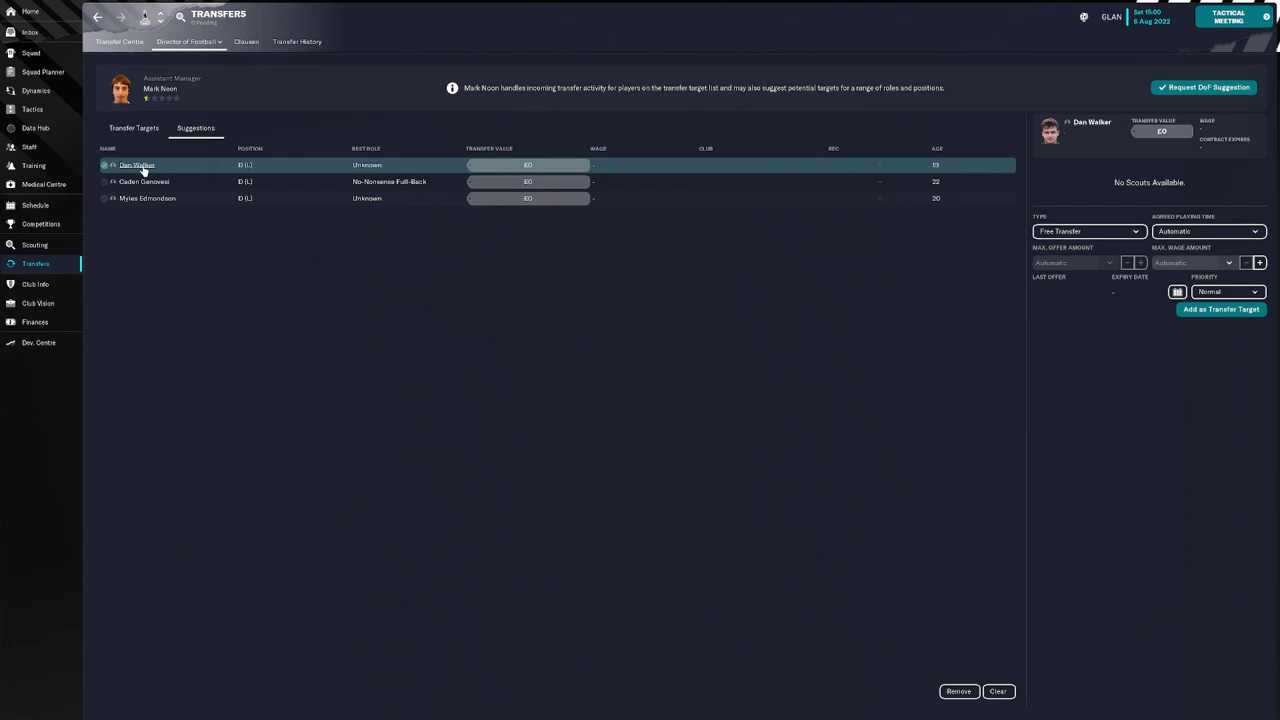 Home
Inbox
Squad
Squad Planner
Dynamics
Tactics
Data Hub
Staff
Training
Medical Centre
Schedule
Competitions
Scouting
Transfers
Club Info
Club Vision
Finances
Dev. Centre
TRANSFERS
0 Pending
GLAN
Sat 15:00
6 Aug 2022
TACTICAL
MEETING
Transfer Centre
Director of Football
Clauses
Transfer History
Assistant Manager
Mark Noon
Mark Noon handles incoming transfer activity for players on the transfer target list and may also suggest potential targets for a range of roles and positions.
Request DoF Suggestion
Transfer Targets
Suggestions
NAME POSITION BEST ROLE TRANSFER VALUE WAGE CLUB REC AGE
Dan Walker D (L) Unknown £0 - - 19
Caden Genovesi D (L) No-Nonsense Full-Back £0 - - 22
Myles Edmondson D (L) Unknown £0 - - 20
Dan Walker
TRANSFER VALUE
£0
WAGE
-
CONTRACT EXPIRES
-
No Scouts Available.
TYPE AGREED PLAYING TIME
Free Transfer Automatic
MAX. OFFER AMOUNT MAX. WAGE AMOUNT
Automatic - + Automatic - +
LAST OFFER EXPIRY DATE PRIORITY
- Normal
Add as Transfer Target
Remove Clear